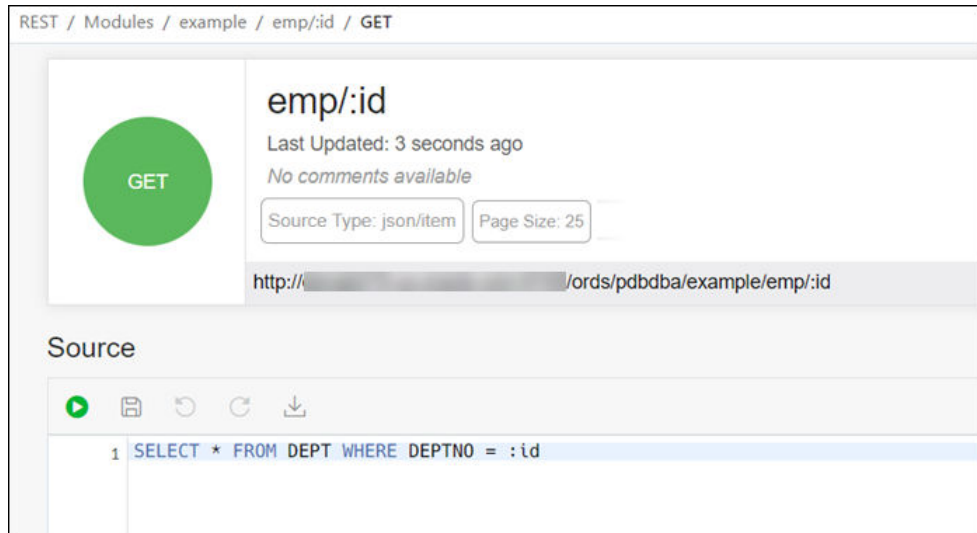 REST / Modules / example / emp/:id / GET
emp/:id
Last Updated: 3 seconds ago
GET
No comments available
Source Type: json/item Page Size: 25
http:// /ords/pdbdba/example/emp/:id
Source
1 SELECT * FROM DEPT WHERE DEPTNO = :id